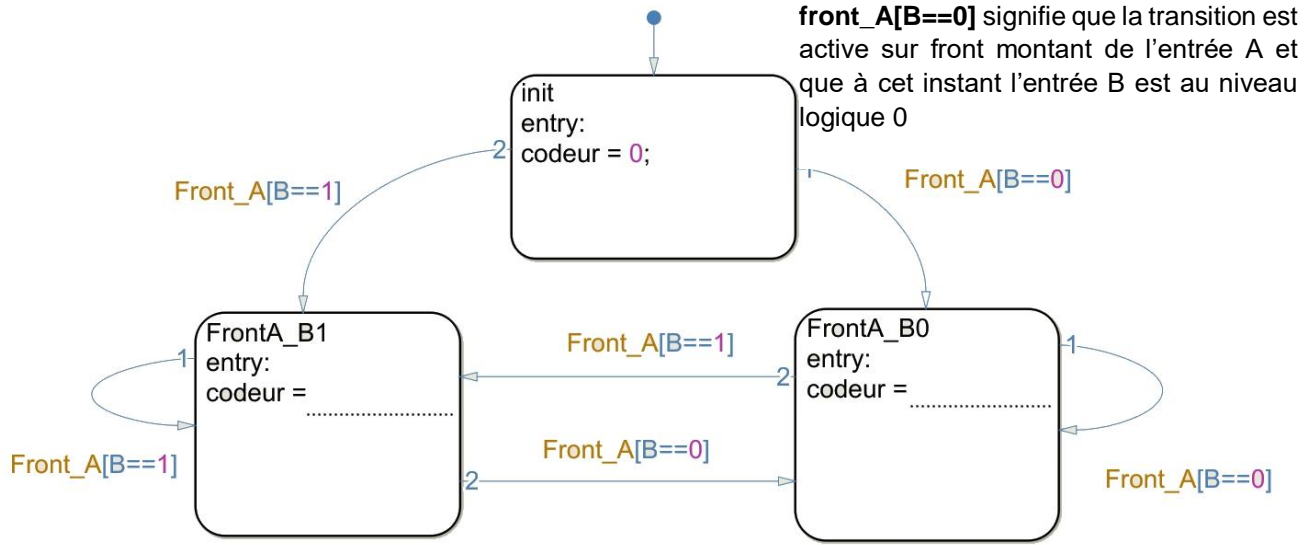 front_A[B==0] signifie que la transition est
active sur front montant de l’entrée A et
que à cet instant l’entrée B est au niveau
logique 0
init
entry:
codeur = 0;
2
1
Front_A[B==1]
Front_A[B==0]
FrontA_B1
entry:
codeur = ..........................
1
2
Front_A[B==1]
Front_A[B==1]
Front_A[B==0]
FrontA_B0
entry:
codeur = ..........................
2
1
Front_A[B==0]